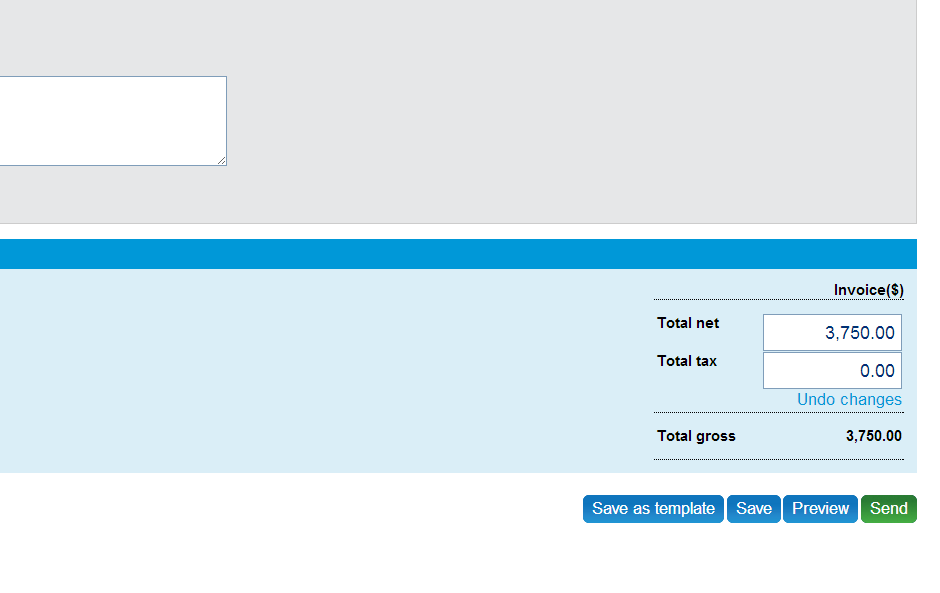 Invoice($)
Total net 3,750.00
Total tax 0.00
Undo changes
Total gross 3,750.00
Save as template Save Preview Send